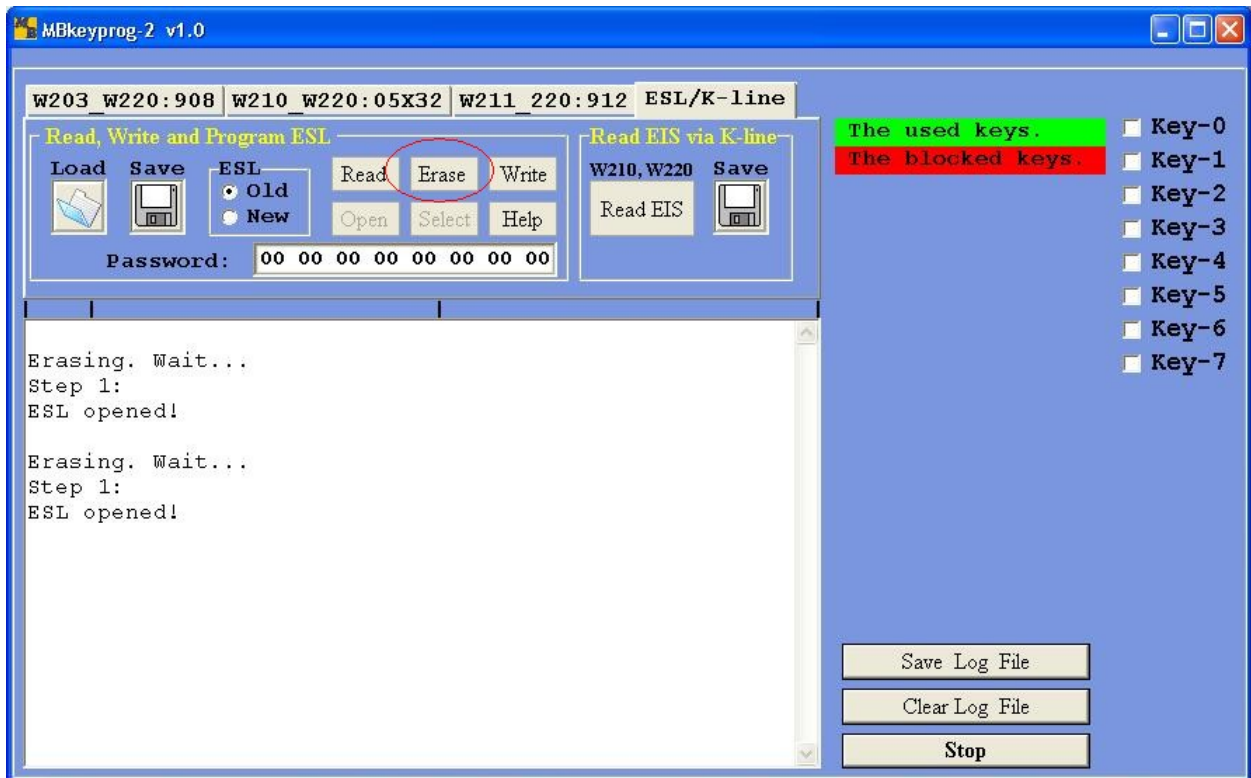 MBkeyprog-2 v1.0
W203_W220:908 W210_W220:05X32 W211_220:912 ESL/K-line
Read, Write and Program ESL
Load Save
ESL
Old
New
Read Erase Write
Open Select Help
Password: 00 00 00 00 00 00 00 00
Read EIS via K-line
W210, W220 Save
Read EIS
The used keys.
The blocked keys.
Key-0
Key-1
Key-2
Key-3
Key-4
Key-5
Key-6
Key-7
Erasing. Wait...
Step 1:
ESL opened!
Erasing. Wait...
Step 1:
ESL opened!
Save Log File
Clear Log File
Stop